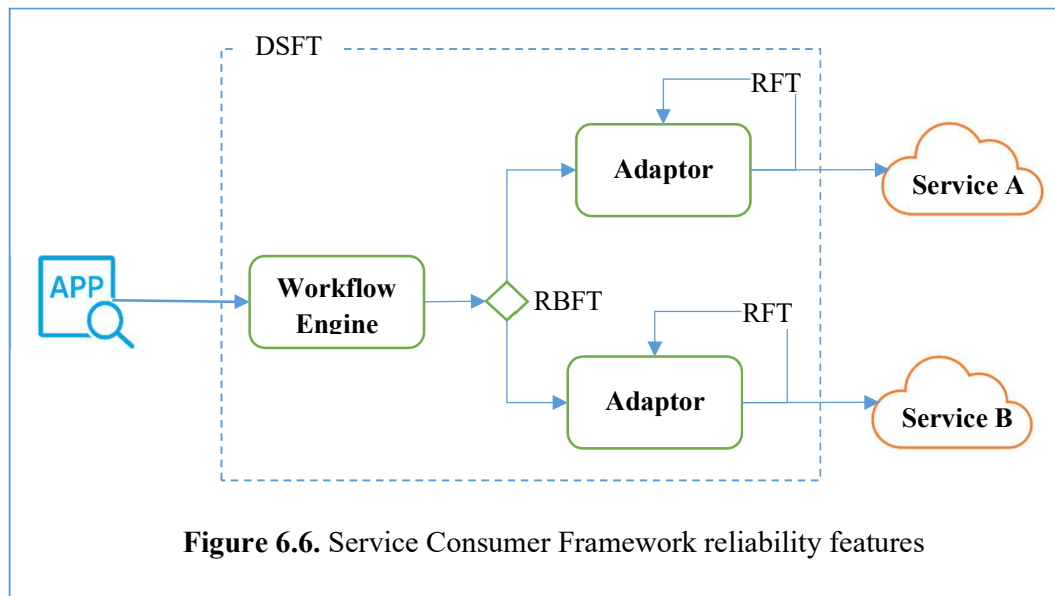 DSFT
RFT
Adaptor
Service A
APP
Workflow
Engine
RBFT
RFT
Adaptor
Service B
Figure 6.6. Service Consumer Framework reliability features